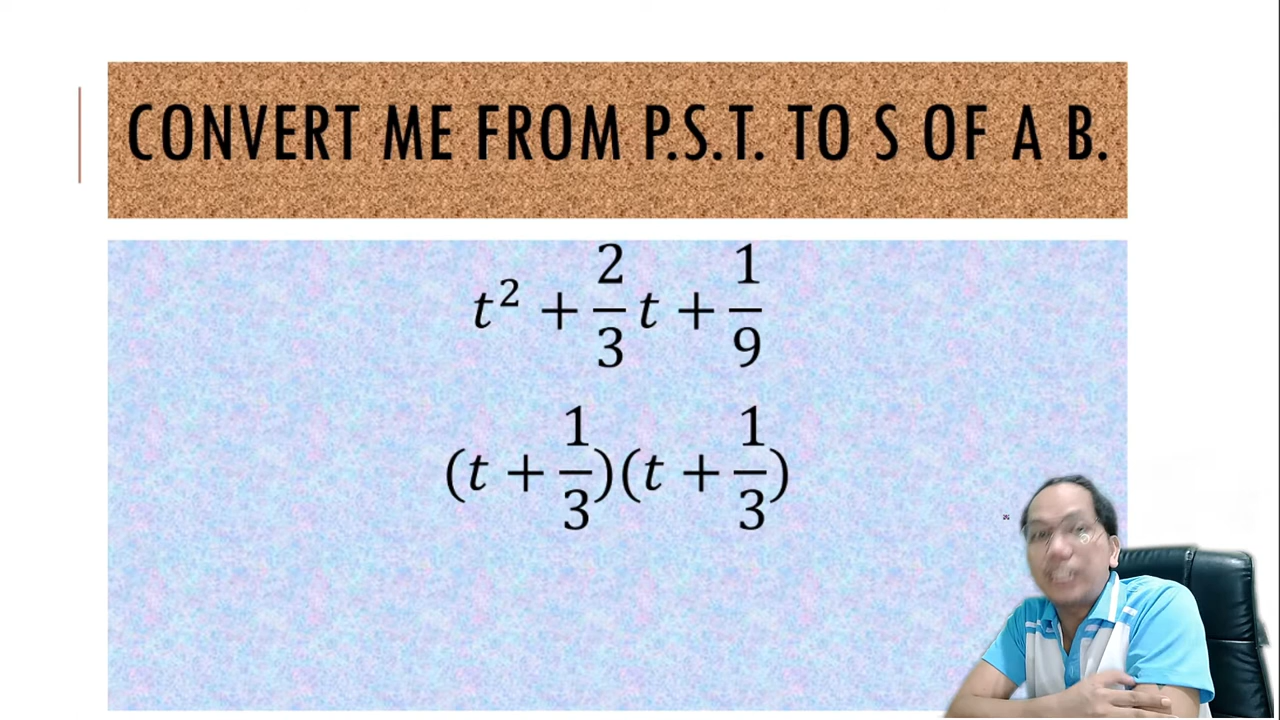 CONVERT ME FROM P.S.T. TO S OF A B.
t² + 2/3 t + 1/9
(t + 1/3)(t + 1/3)